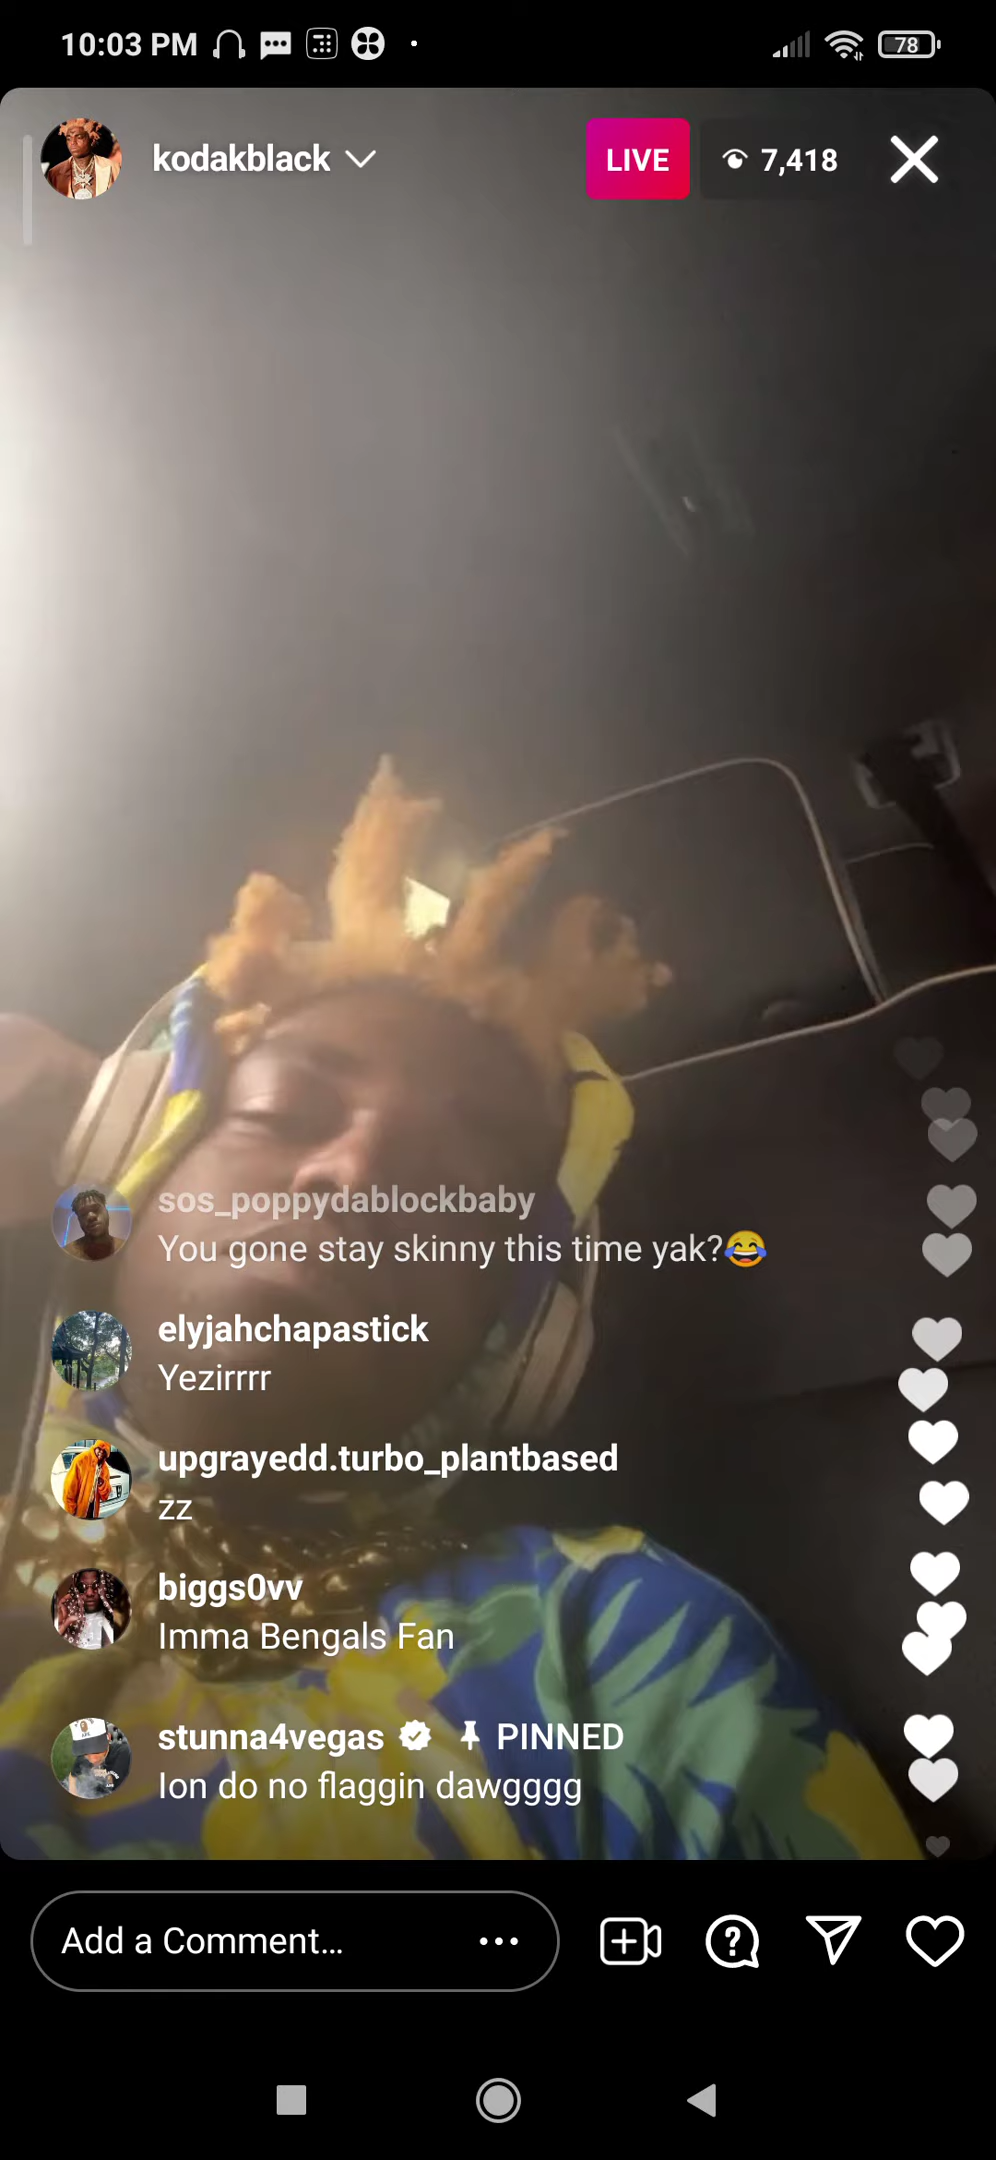 10:03 PM
78
kodakblack
LIVE
7,418
sos_poppydablockbaby
You gone stay skinny this time yak?😂
elyjahchapastick
Yezirrrr
upgrayedd.turbo_plantbased
zz
biggs0vv
Imma Bengals Fan
stunna4vegas PINNED
Ion do no flaggin dawgggg
Add a Comment...